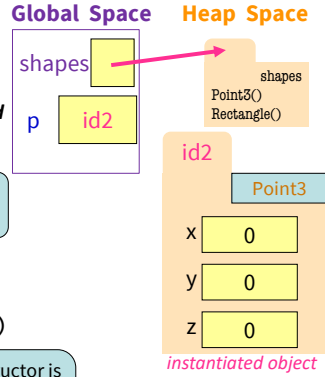 Global Space
Heap Space
shapes
p
id2
shapes
Point3()
Rectangle()
id2
Point3
x
0
y
0
z
0
instantiated object
)
uctor is